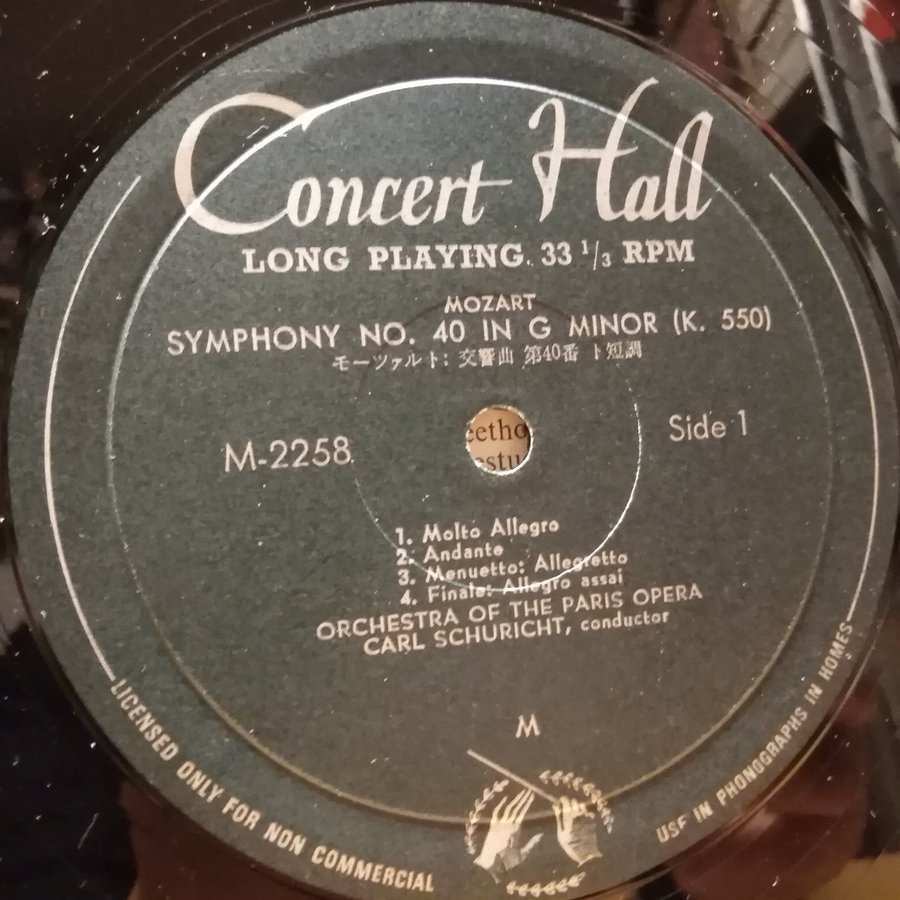 Concert Hall
LONG PLAYING 33 1/3 RPM
MOZART
SYMPHONY NO. 40 IN G MINOR (K. 550)
モーツァルト: 交響曲 第40番 ト短調
M-2258
Side 1
eetho
estu
1. Molto Allegro
2. Andante
3. Menuetto: Allegretto
4. Finale: Allegro assai
ORCHESTRA OF THE PARIS OPERA
CARL SCHURICHT, conductor
M
LICENSED ONLY FOR NON COMMERCIAL
USE IN PHONOGRAPHS IN HOMES